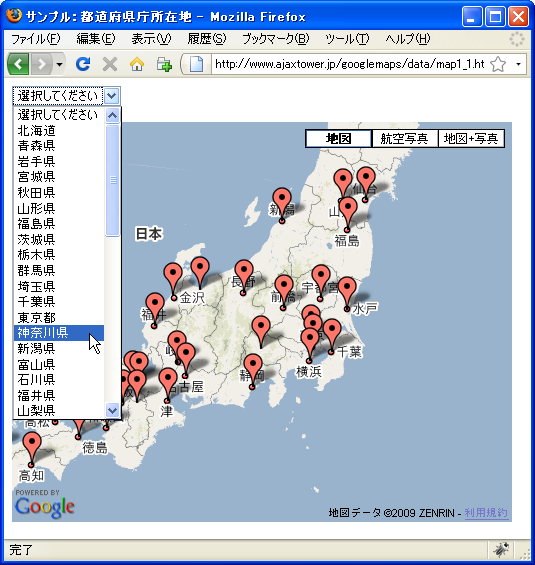 サンプル: 都道府県庁所在地 - Mozilla Firefox
ファイル(F) 編集(E) 表示(V) 履歴(S) ブックマーク(B) ツール(T) ヘルプ(H)
http://www.ajaxtower.jp/googlemaps/data/map1_1.ht
選択してください
選択してください
北海道
青森県
岩手県
宮城県
秋田県
山形県
福島県
茨城県
栃木県
群馬県
埼玉県
千葉県
東京都
神奈川県
新潟県
富山県
石川県
福井県
山梨県
地図 航空写真 地図+写真
仙台
新潟
山
福島
日本
金沢
長野
前橋
宇都宮
水戸
福井
岐
千葉
横浜
名古屋
静岡
津
高松
徳島
高知
POWERED BY
Google
地図データ ©2009 ZENRIN - 利用規約
完了